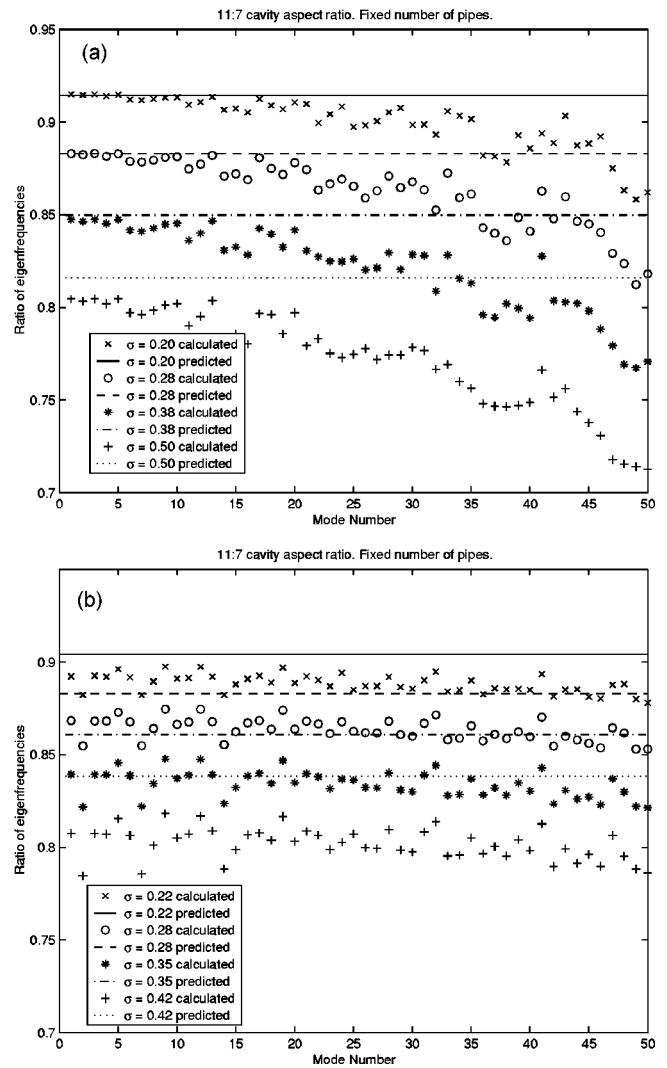 11:7 cavity aspect ratio. Fixed number of pipes.
0.95
(a)
0.9
0.85
0.8
0.75
0.7
Ratio of eigenfrequencies
σ = 0.20 calculated
σ = 0.20 predicted
σ = 0.28 calculated
σ = 0.28 predicted
σ = 0.38 calculated
σ = 0.38 predicted
σ = 0.50 calculated
σ = 0.50 predicted
0 5 10 15 20 25 30 35 40 45 50
Mode Number
11:7 cavity aspect ratio. Fixed number of pipes.
(b)
0.9
0.85
0.8
0.75
0.7
Ratio of eigenfrequencies
σ = 0.22 calculated
σ = 0.22 predicted
σ = 0.28 calculated
σ = 0.28 predicted
σ = 0.35 calculated
σ = 0.35 predicted
σ = 0.42 calculated
σ = 0.42 predicted
0 5 10 15 20 25 30 35 40 45 50
Mode Number